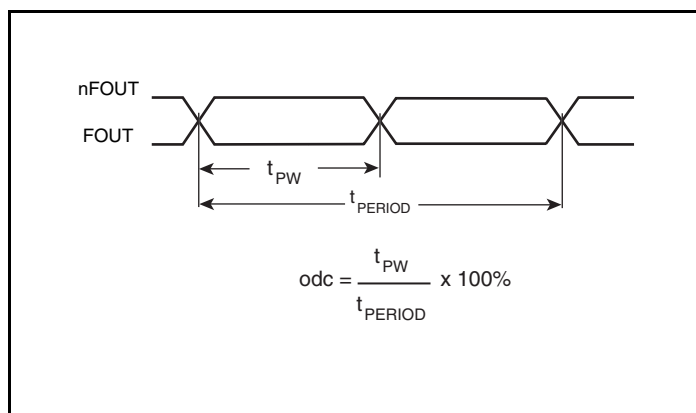 nFOUT
FOUT
tPW
tPERIOD
odc = tPW / tPERIOD x 100%